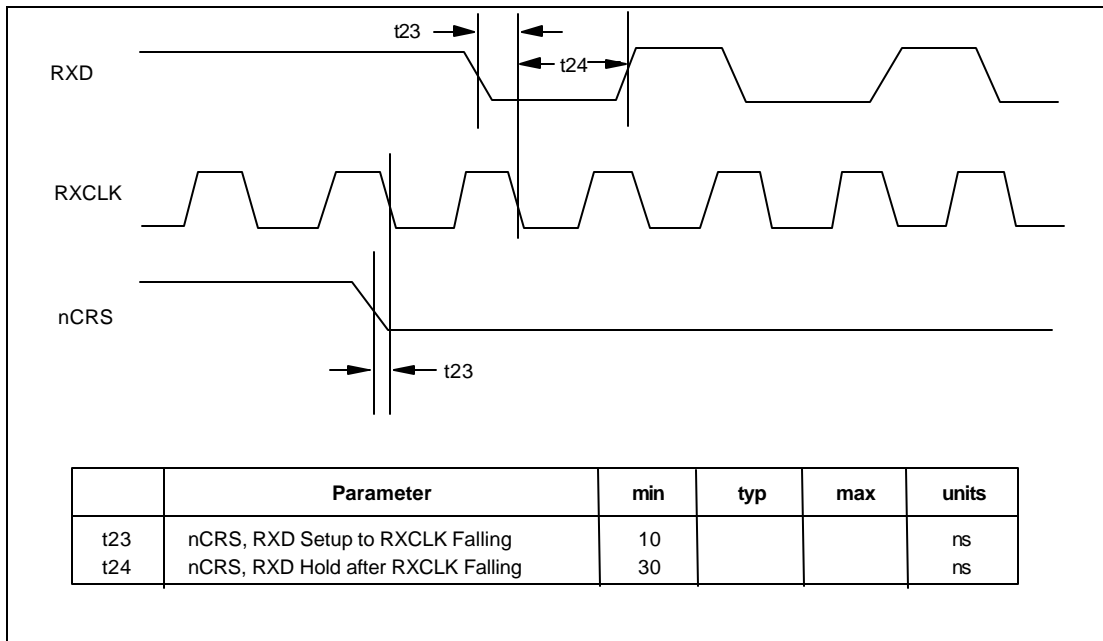 t23
RXD
t24
RXCLK
nCRS
t23
Parameter min typ max units
t23 nCRS, RXD Setup to RXCLK Falling 10 ns
t24 nCRS, RXD Hold after RXCLK Falling 30 ns